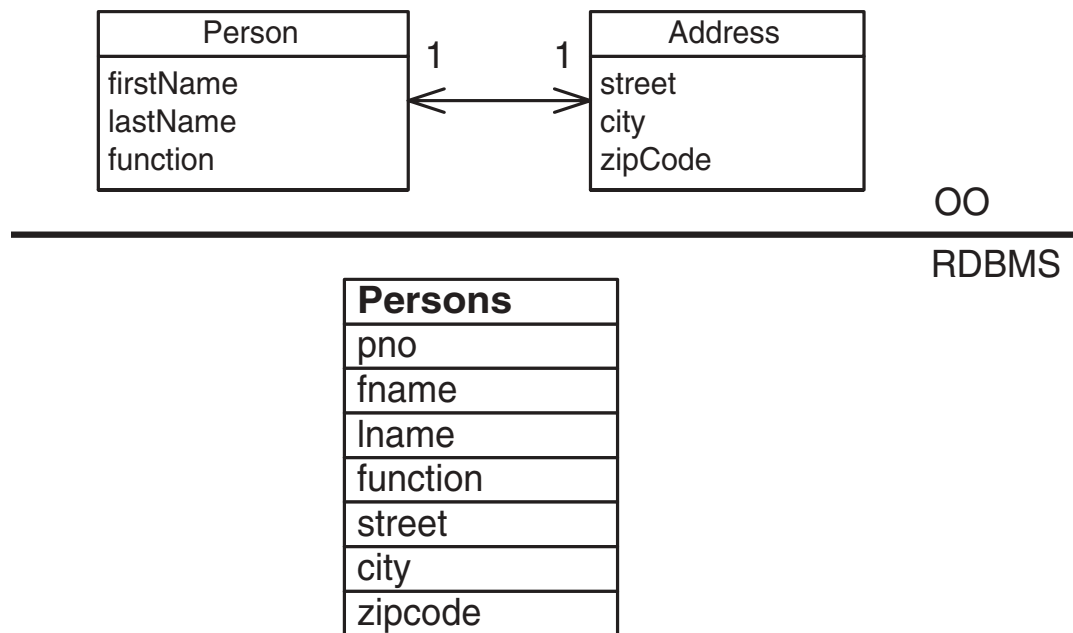 Person
firstName
lastName
function
1
1
Address
street
city
zipCode
OO
RDBMS
Persons
pno
fname
lname
function
street
city
zipcode